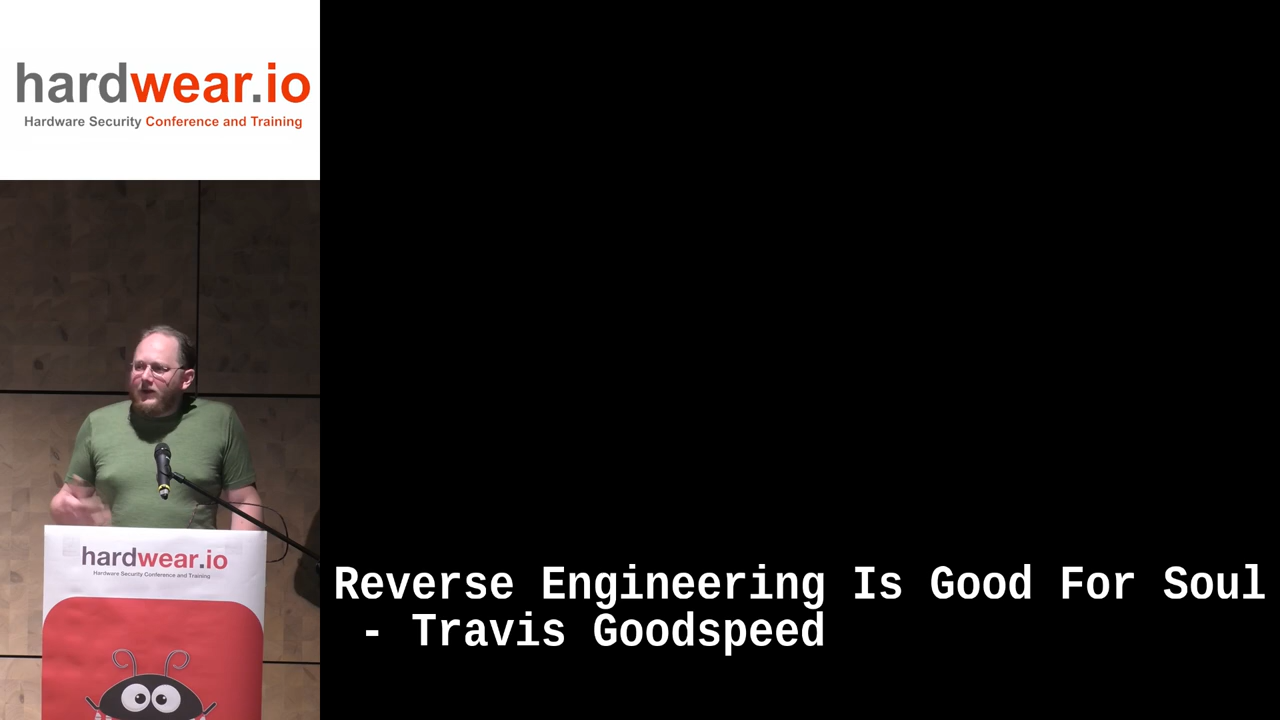 hardwear.io
Hardware Security Conference and Training
hardwear.io
Hardware Security Conference and Training
Reverse Engineering Is Good For Soul
- Travis Goodspeed